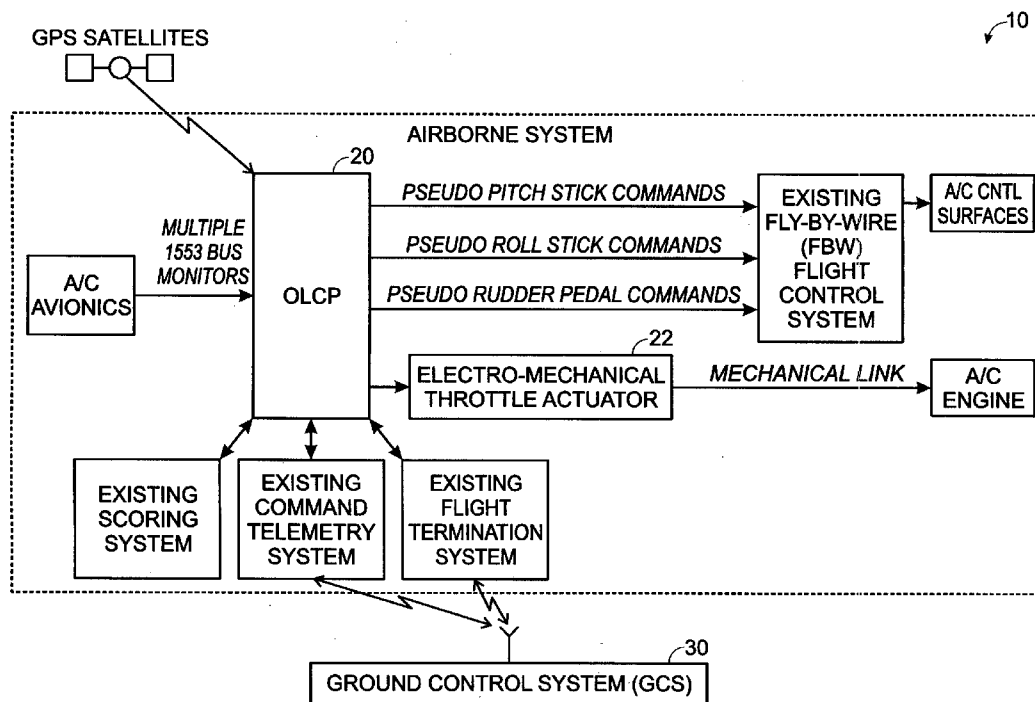 10
GPS SATELLITES
AIRBORNE SYSTEM
20
PSEUDO PITCH STICK COMMANDS
PSEUDO ROLL STICK COMMANDS
PSEUDO RUDDER PEDAL COMMANDS
EXISTING
FLY-BY-WIRE
(FBW)
FLIGHT
CONTROL
SYSTEM
A/C CNTL
SURFACES
MULTIPLE
1553 BUS
MONITORS
A/C
AVIONICS
OLCP
22
ELECTRO-MECHANICAL
THROTTLE ACTUATOR
MECHANICAL LINK
A/C
ENGINE
EXISTING
SCORING
SYSTEM
EXISTING
COMMAND
TELEMETRY
SYSTEM
EXISTING
FLIGHT
TERMINATION
SYSTEM
30
GROUND CONTROL SYSTEM (GCS)